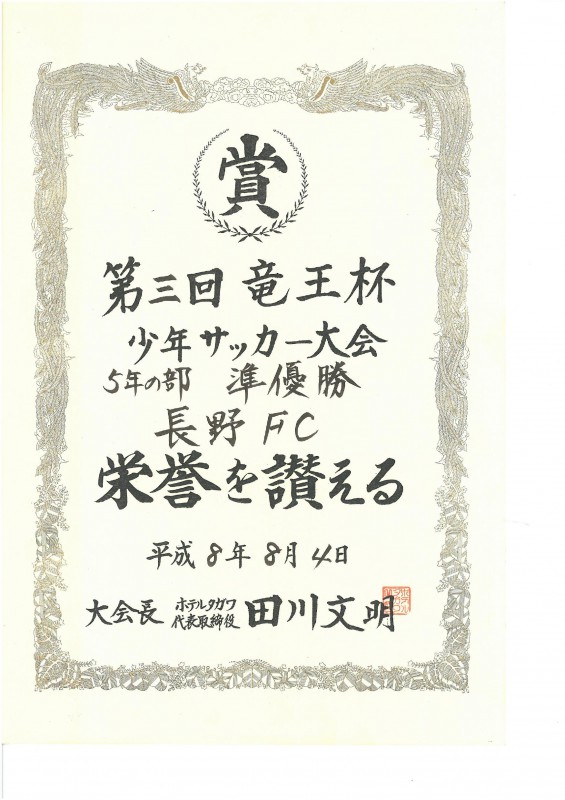 賞
第三回竜王杯
少年サッカー大会
5年の部 準優勝
長野FC
栄誉を讃える
平成8年8月4日
大会長 ホテルタガワ 代表取締役 田川文明